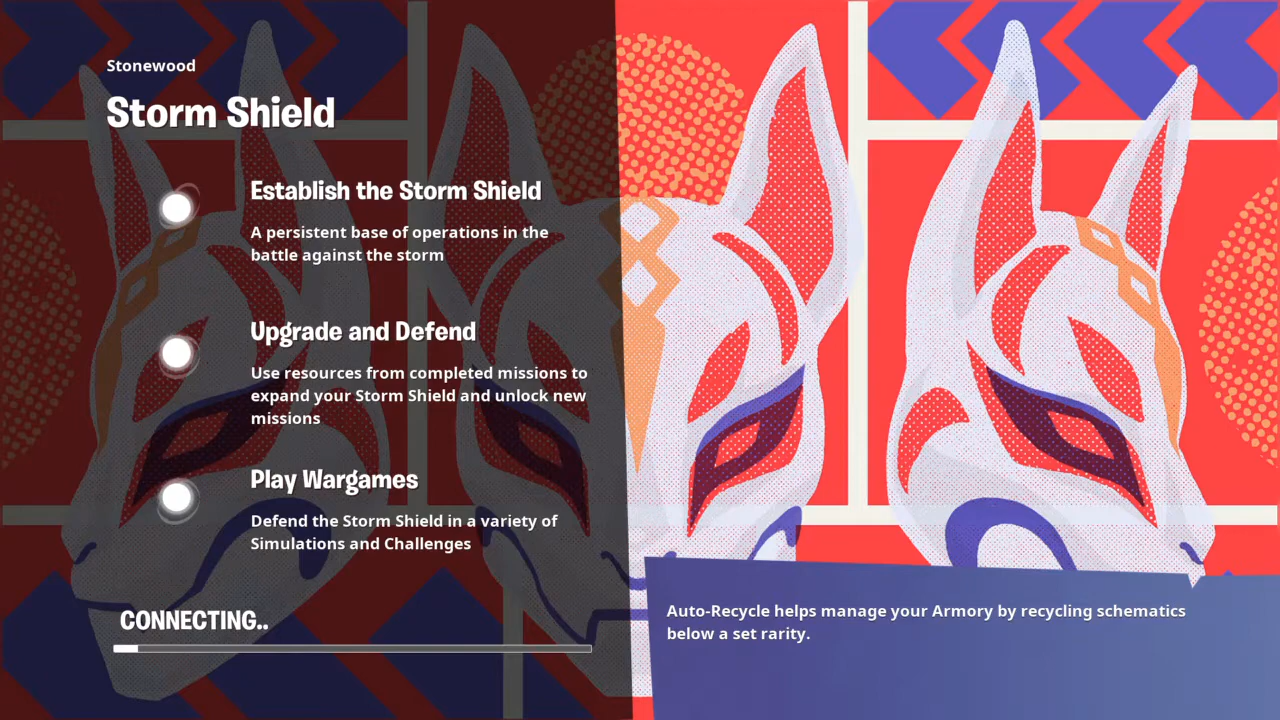 Stonewood
Storm Shield
Establish the Storm Shield
A persistent base of operations in the
battle against the storm
Upgrade and Defend
Use resources from completed missions to
expand your Storm Shield and unlock new
missions
Play Wargames
Defend the Storm Shield in a variety of
Simulations and Challenges
CONNECTING..
Auto-Recycle helps manage your Armory by recycling schematics
below a set rarity.